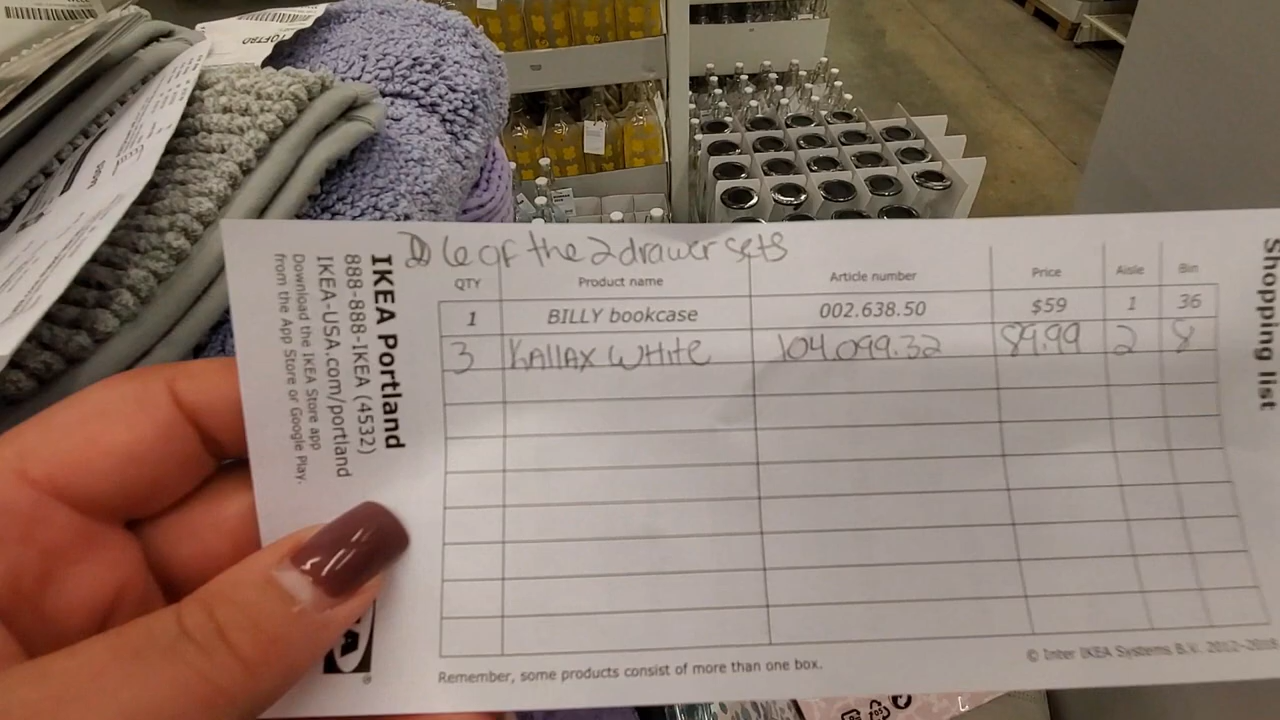 6 of the 2 drawer sets
QTY Product name Article number Price Aisle Bin
1 BILLY bookcase 002.638.50 $59 1 36
3 KALLAX WHITE 104.099.32 89.99 2 8
Remember, some products consist of more than one box.
© Inter IKEA Systems B.V. 2012-2019
IKEA Portland
888-888-IKEA (4532)
IKEA-USA.com/portland
Download the IKEA Store app
from the App Store or Google Play.
Shopping list
TOFTBO